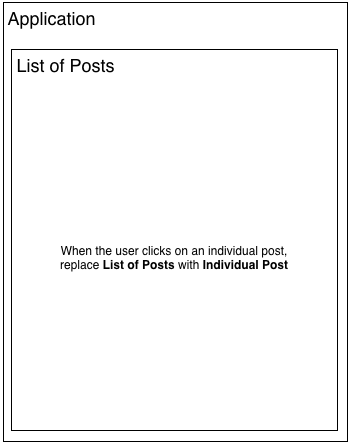 Application
List of Posts
When the user clicks on an individual post,
replace List of Posts with Individual Post